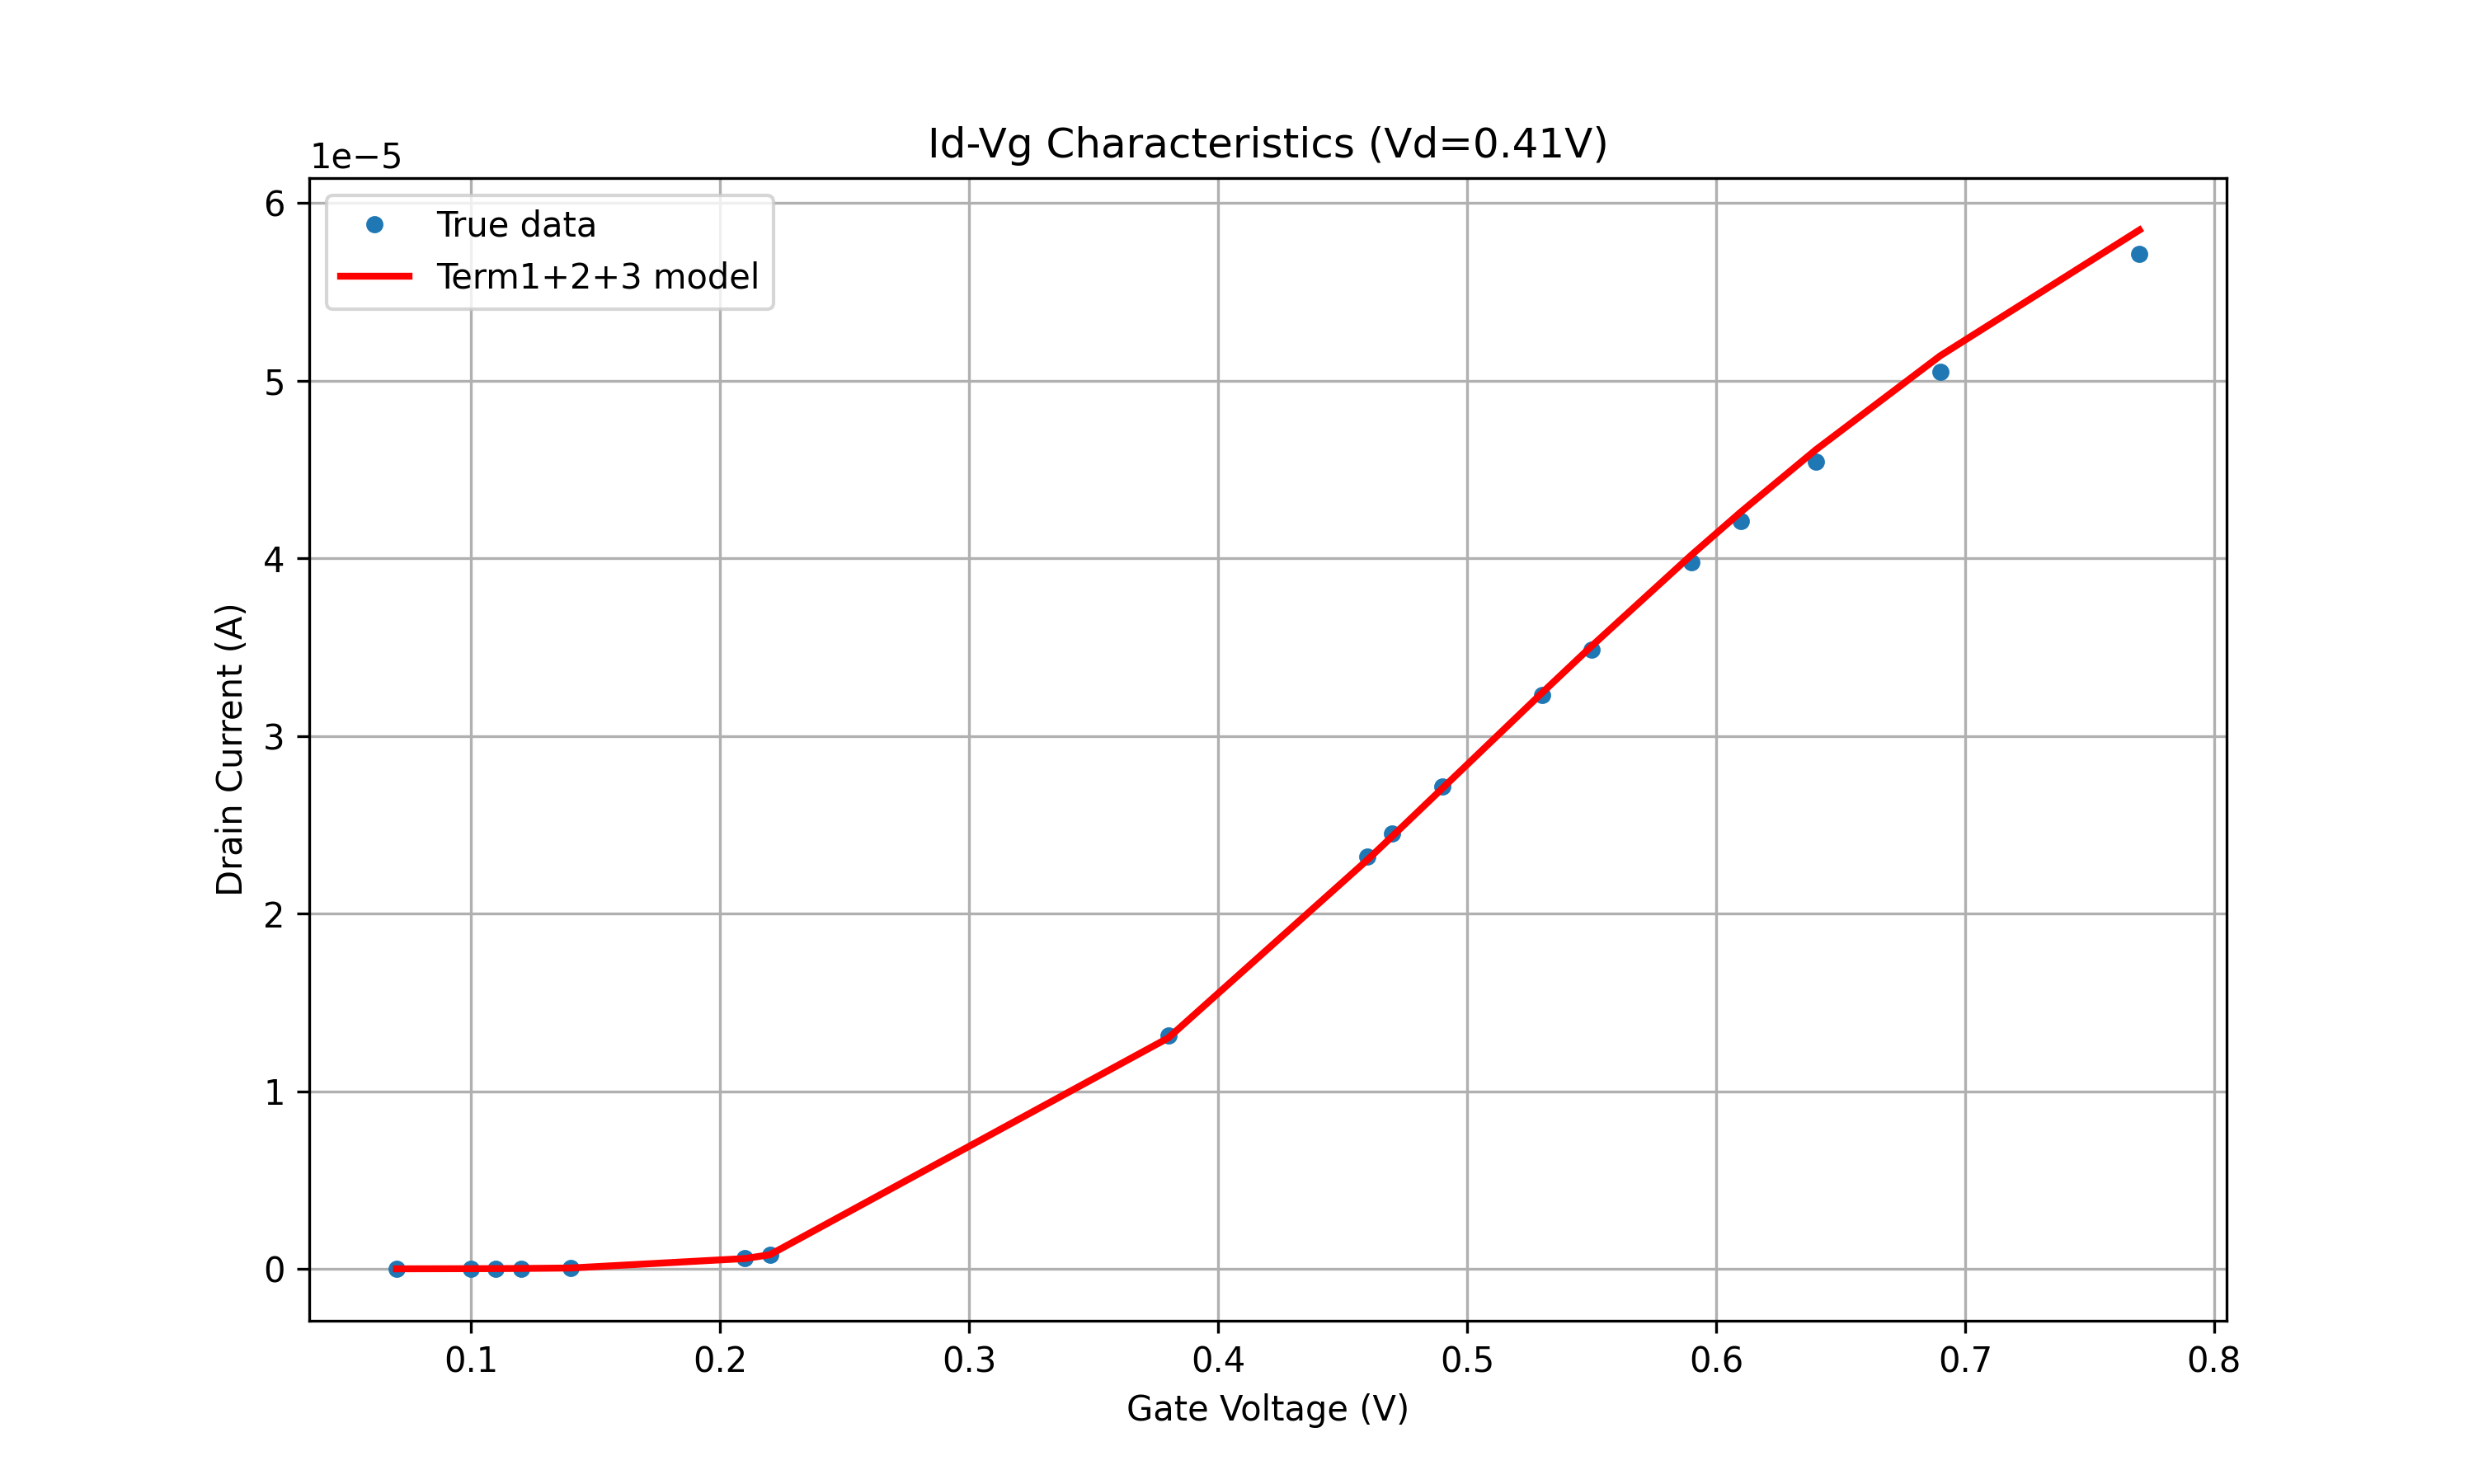 Id-Vg Characteristics (Vd=0.41V)
1e−5
True data
Term1+2+3 model
Drain Current (A)
6
5
4
3
2
1
0
0.1 0.2 0.3 0.4 0.5 0.6 0.7 0.8
Gate Voltage (V)